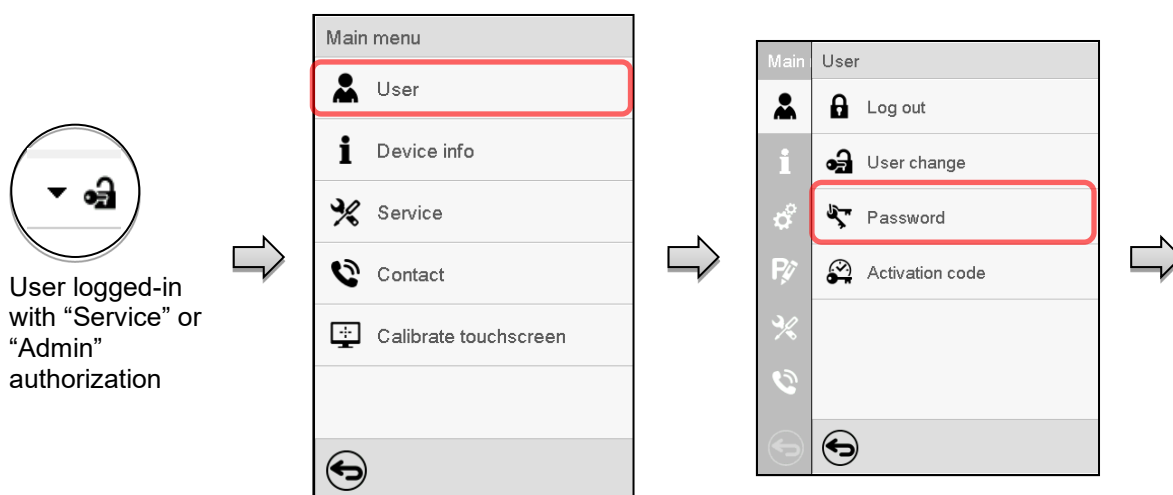 User logged-in
with “Service” or
“Admin”
authorization
Main menu
User
Device info
Service
Contact
Calibrate touchscreen
Main
User
Log out
User change
Password
Activation code